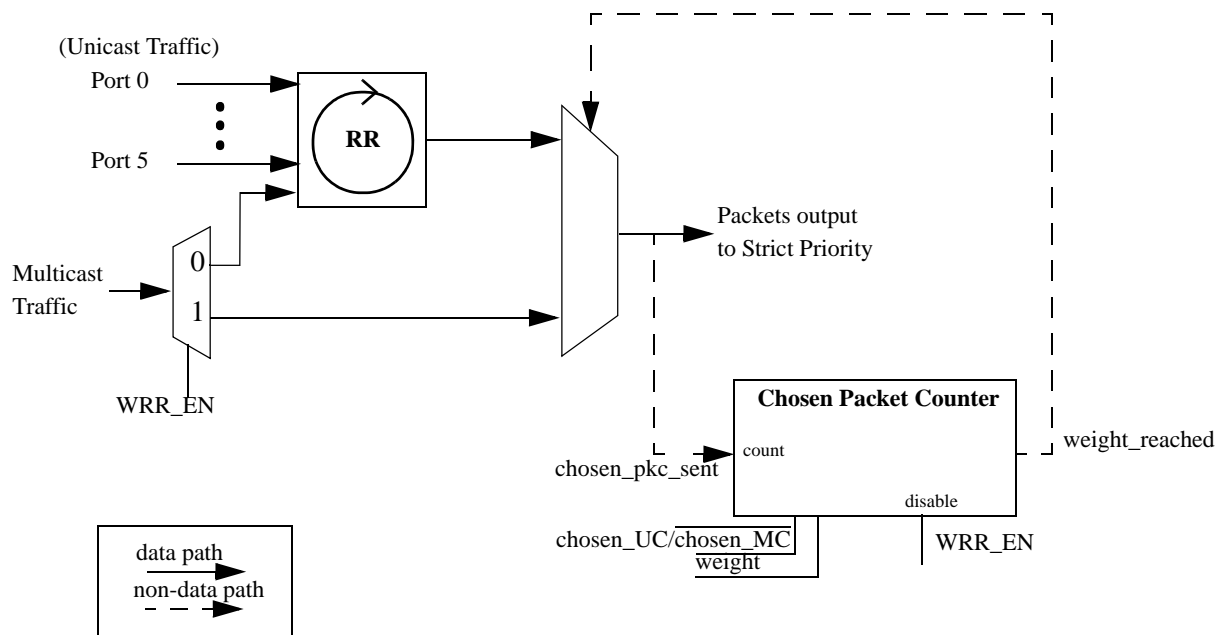 (Unicast Traffic)
Port 0
Port 5
RR
Packets output
to Strict Priority
Multicast
Traffic
0
1
WRR_EN
Chosen Packet Counter
count
weight_reached
chosen_pkc_sent
disable
chosen_UC/chosen_MC
WRR_EN
weight
data path
non-data path